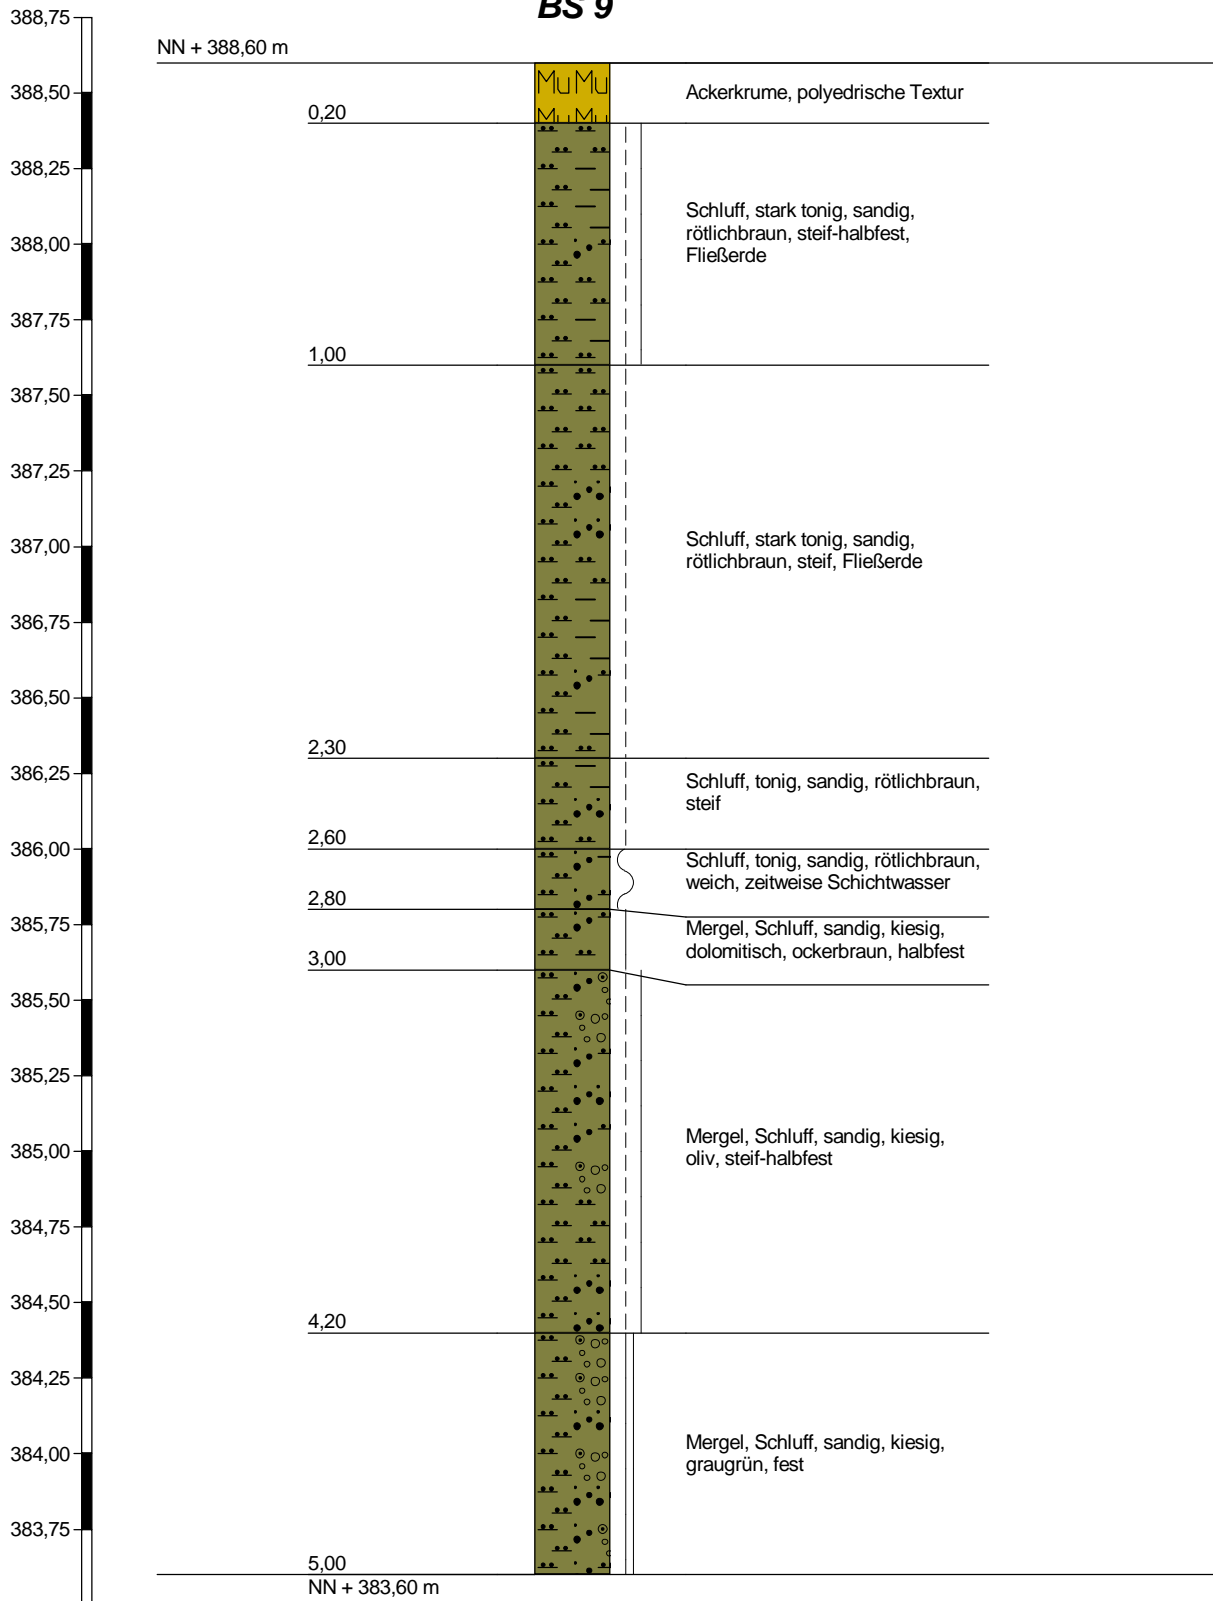 BS 9
388,75
NN + 388,60 m
388,50
Mu Mu
Mu Mu
Ackerkrume, polyedrische Textur
0,20
388,25
Schluff, stark tonig, sandig,
rötlichbraun, steif-halbfest,
Fließerde
388,00
387,75
1,00
387,50
387,25
387,00
Schluff, stark tonig, sandig,
rötlichbraun, steif, Fließerde
386,75
386,50
2,30
386,25
Schluff, tonig, sandig, rötlichbraun,
steif
2,60
386,00
Schluff, tonig, sandig, rötlichbraun,
weich, zeitweise Schichtwasser
2,80
385,75
Mergel, Schluff, sandig, kiesig,
dolomitisch, ockerbraun, halbfest
3,00
385,50
385,25
385,00
Mergel, Schluff, sandig, kiesig,
oliv, steif-halbfest
384,75
384,50
4,20
384,25
384,00
Mergel, Schluff, sandig, kiesig,
graugrün, fest
383,75
5,00
NN + 383,60 m